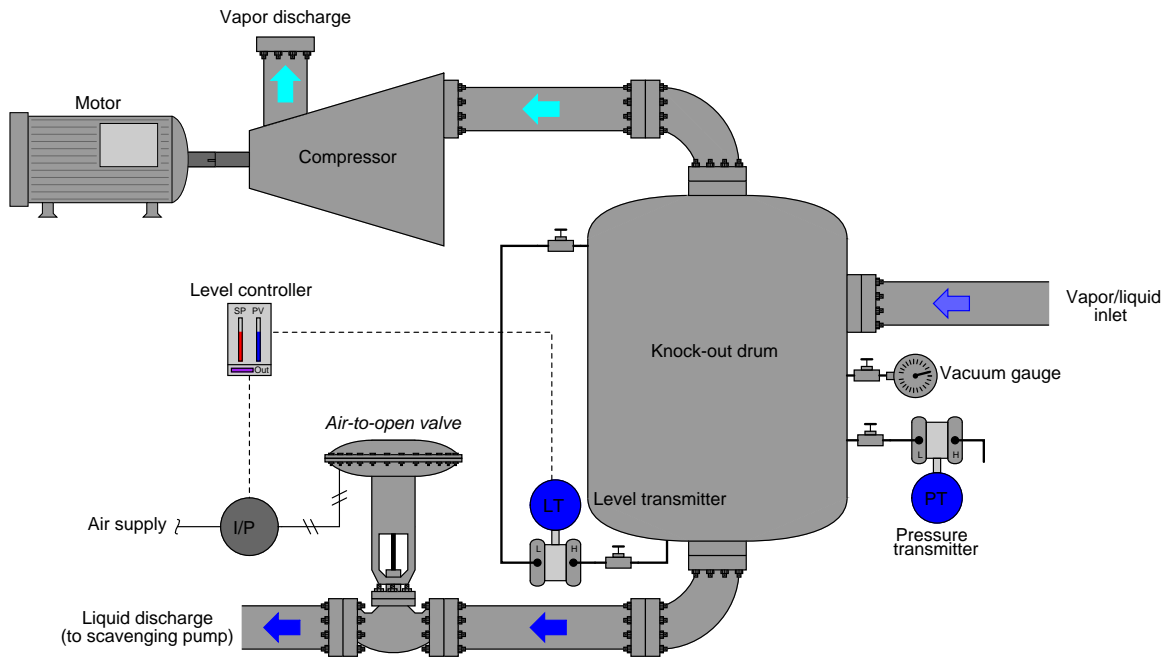 Vapor discharge
Motor
Compressor
Level controller
SP PV
Out
Vapor/liquid
inlet
Knock-out drum
Vacuum gauge
Air-to-open valve
L H
PT
Pressure
transmitter
LT
Level transmitter
Air supply
I/P
L H
Liquid discharge
(to scavenging pump)